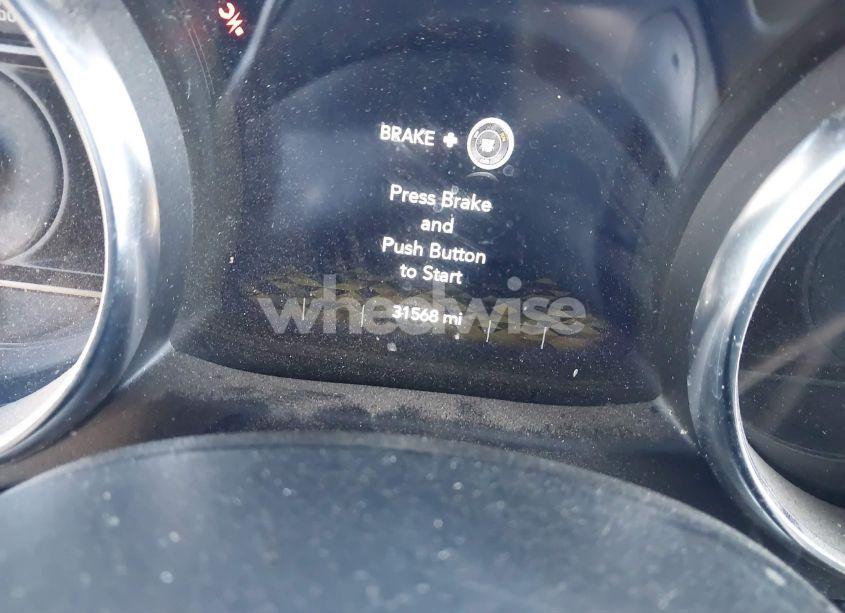 BRAKE +
Press Brake
and
Push Button
to Start
31568 mi
wheelwise